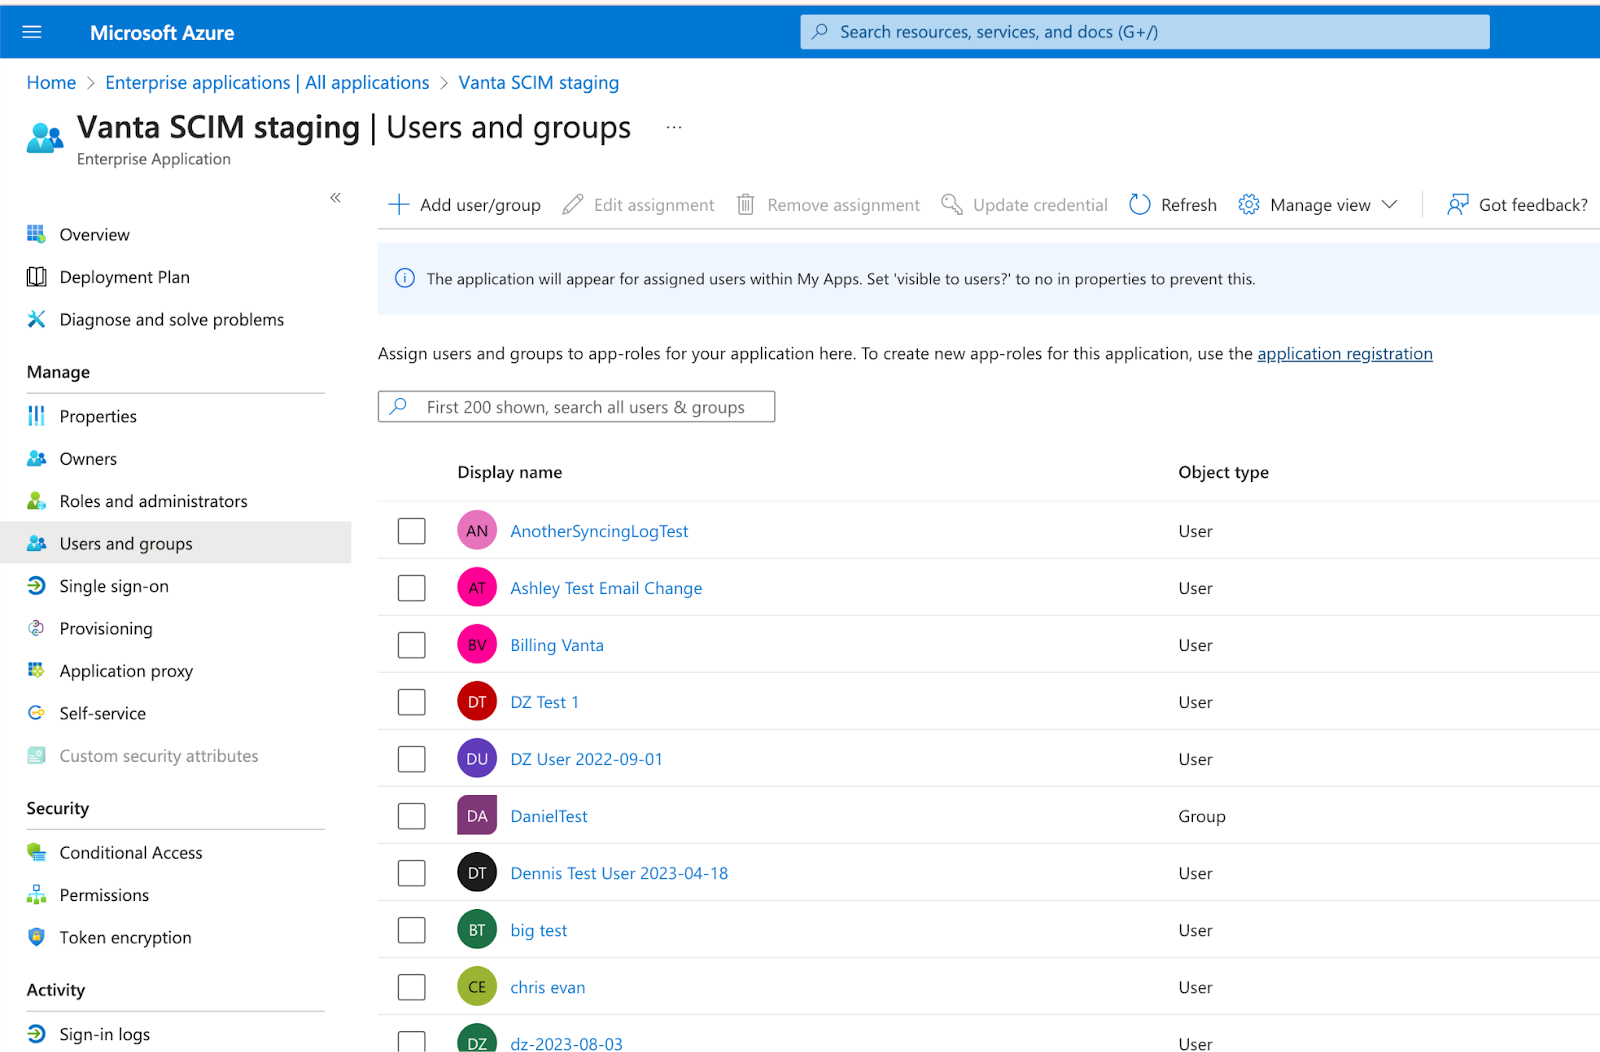 Microsoft Azure
Search resources, services, and docs (G+/)
Home > Enterprise applications | All applications > Vanta SCIM staging
Vanta SCIM staging | Users and groups ...
Enterprise Application
«
Overview
Deployment Plan
Diagnose and solve problems
Manage
Properties
Owners
Roles and administrators
Users and groups
Single sign-on
Provisioning
Application proxy
Self-service
Custom security attributes
Security
Conditional Access
Permissions
Token encryption
Activity
Sign-in logs
Add user/group Edit assignment Remove assignment Update credential Refresh Manage view Got feedback?
The application will appear for assigned users within My Apps. Set 'visible to users?' to no in properties to prevent this.
Assign users and groups to app-roles for your application here. To create new app-roles for this application, use the application registration
First 200 shown, search all users & groups
Display name Object type
AN AnotherSyncingLogTest User
AT Ashley Test Email Change User
BV Billing Vanta User
DT DZ Test 1 User
DU DZ User 2022-09-01 User
DA DanielTest Group
DT Dennis Test User 2023-04-18 User
BT big test User
CE chris evan User
DZ dz-2023-08-03 User